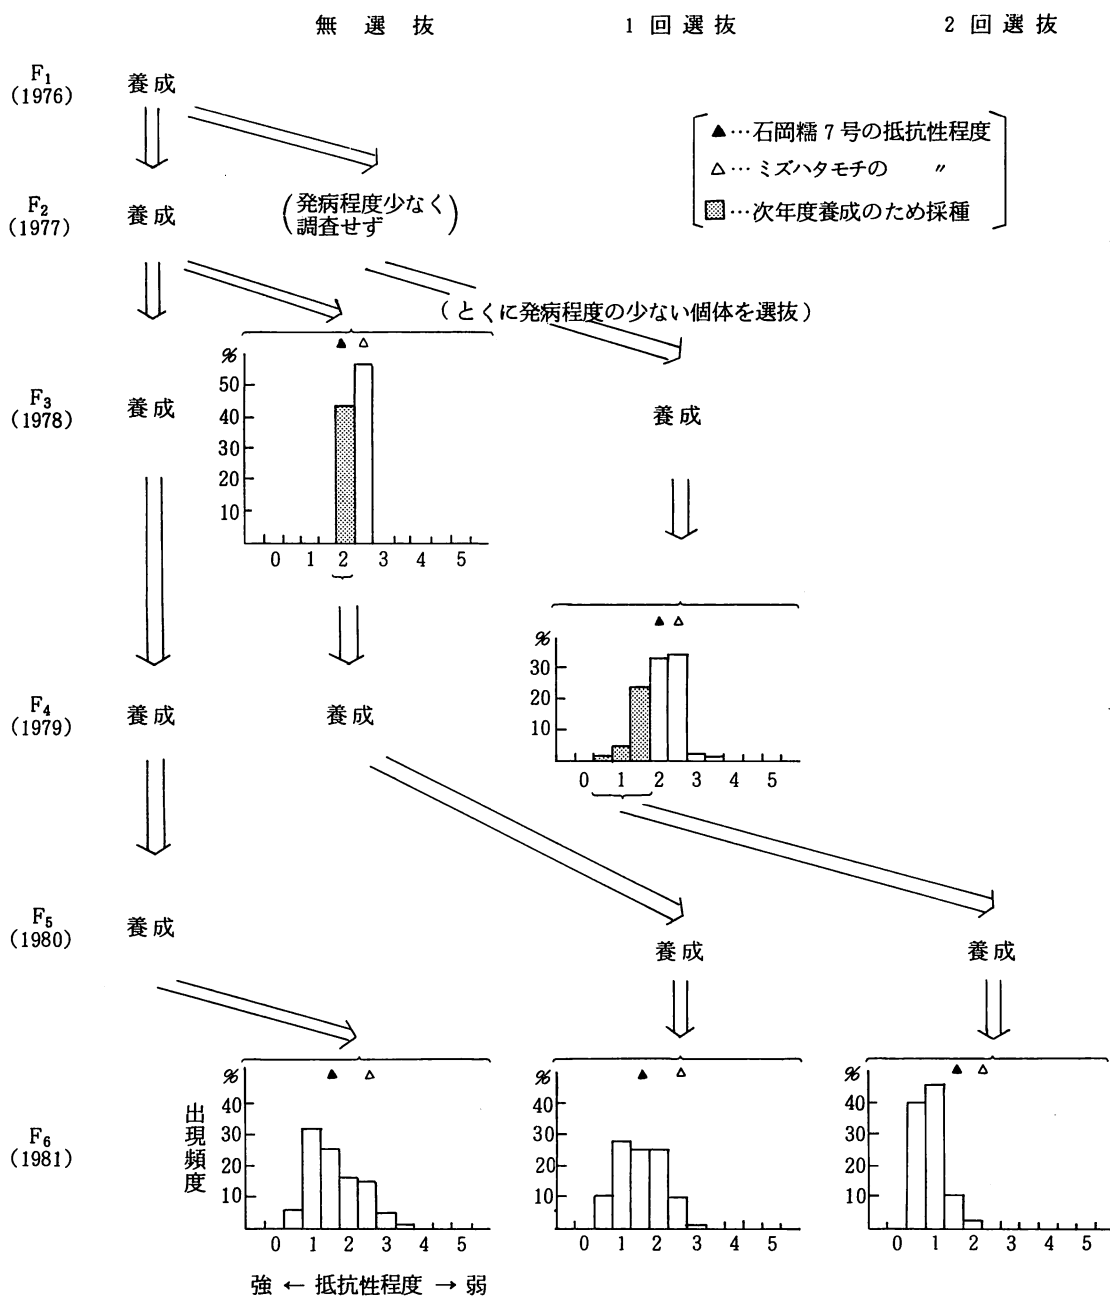 無選抜 1回選抜 2回選抜
F₁
(1976)
養成
▲…石岡糯7号の抵抗性程度
△…ミズハタモチの 〃
…次年度養成のため採種
F₂
(1977)
養成
(発病程度少なく
調査せず)
(とくに発病程度の少ない個体を選抜)
F₃
(1978)
養成
%
50
40
30
20
10
0 1 2 3 4 5
養成
F₄
(1979)
養成
養成
%
30
20
10
0 1 2 3 4 5
F₅
(1980)
養成
養成
養成
F₆
(1981)
出現頻度
%
40
30
20
10
0 1 2 3 4 5
強 ← 抵抗性程度 → 弱
%
40
30
20
10
0 1 2 3 4 5
%
40
30
20
10
0 1 2 3 4 5